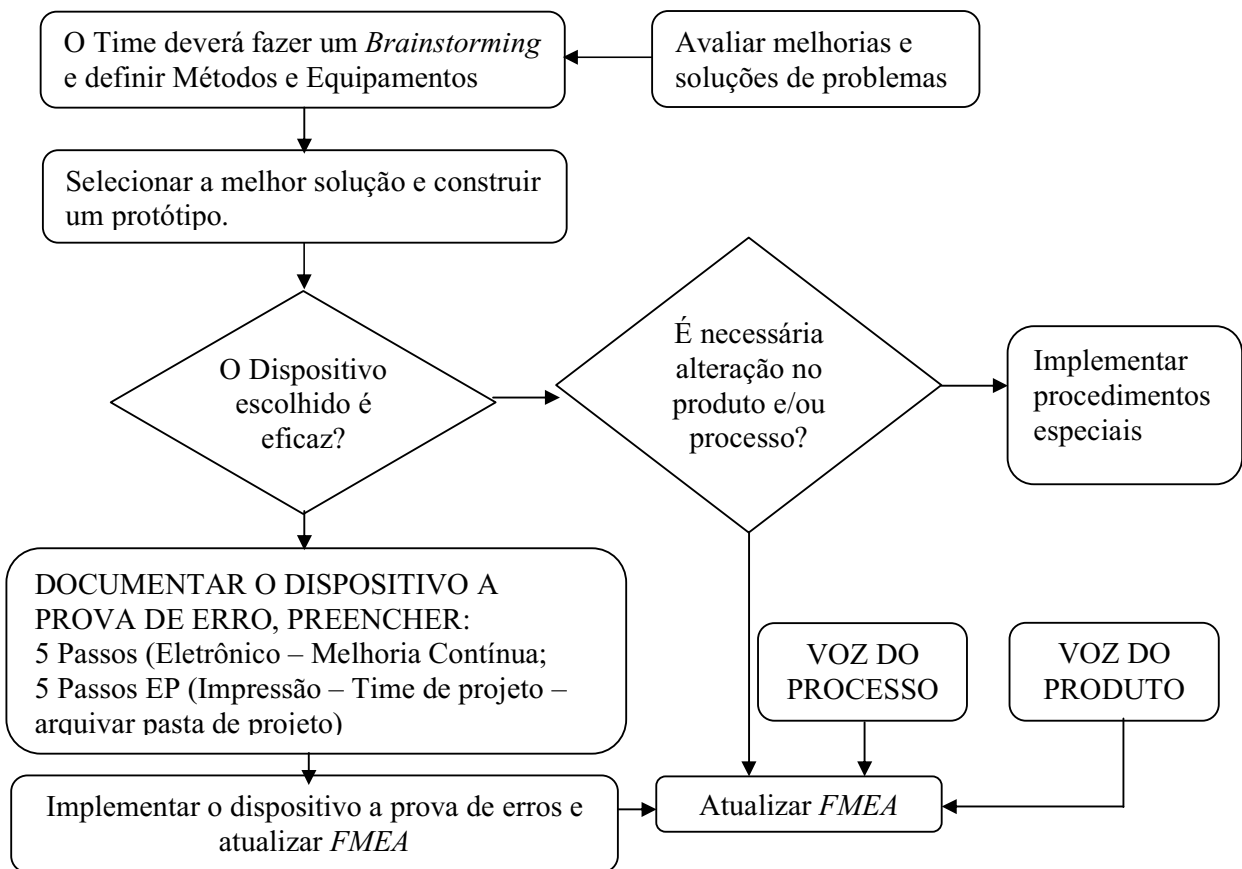 O Time deverá fazer um Brainstorming
e definir Métodos e Equipamentos
Avaliar melhorias e
soluções de problemas
Selecionar a melhor solução e construir
um protótipo.
O Dispositivo
escolhido é
eficaz?
É necessária
alteração no
produto e/ou
processo?
Implementar
procedimentos
especiais
DOCUMENTAR O DISPOSITIVO A
PROVA DE ERRO, PREENCHER:
5 Passos (Eletrônico – Melhoria Contínua;
5 Passos EP (Impressão – Time de projeto –
arquivar pasta de projeto)
VOZ DO
PROCESSO
VOZ DO
PRODUTO
Implementar o dispositivo a prova de erros e
atualizar FMEA
Atualizar FMEA